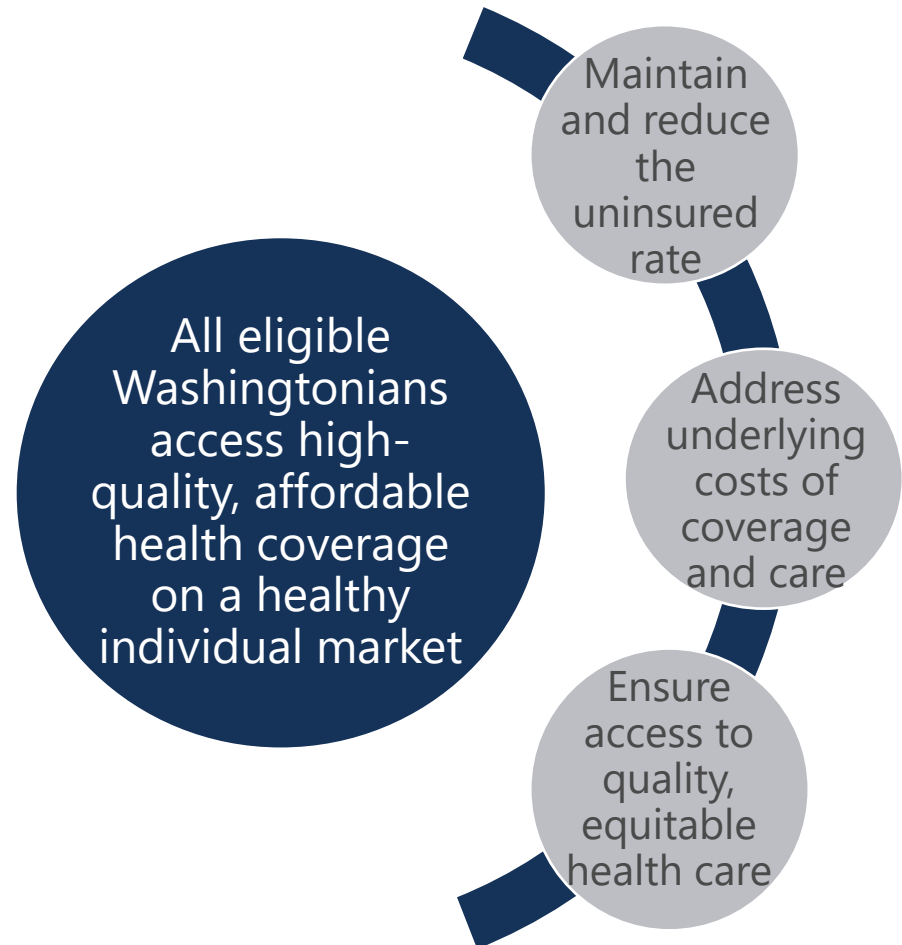 All eligible
Washingtonians
access high-
quality, affordable
health coverage
on a healthy
individual market
Maintain
and reduce
the
uninsured
rate
Address
underlying
costs of
coverage
and care
Ensure
access to
quality,
equitable
health care